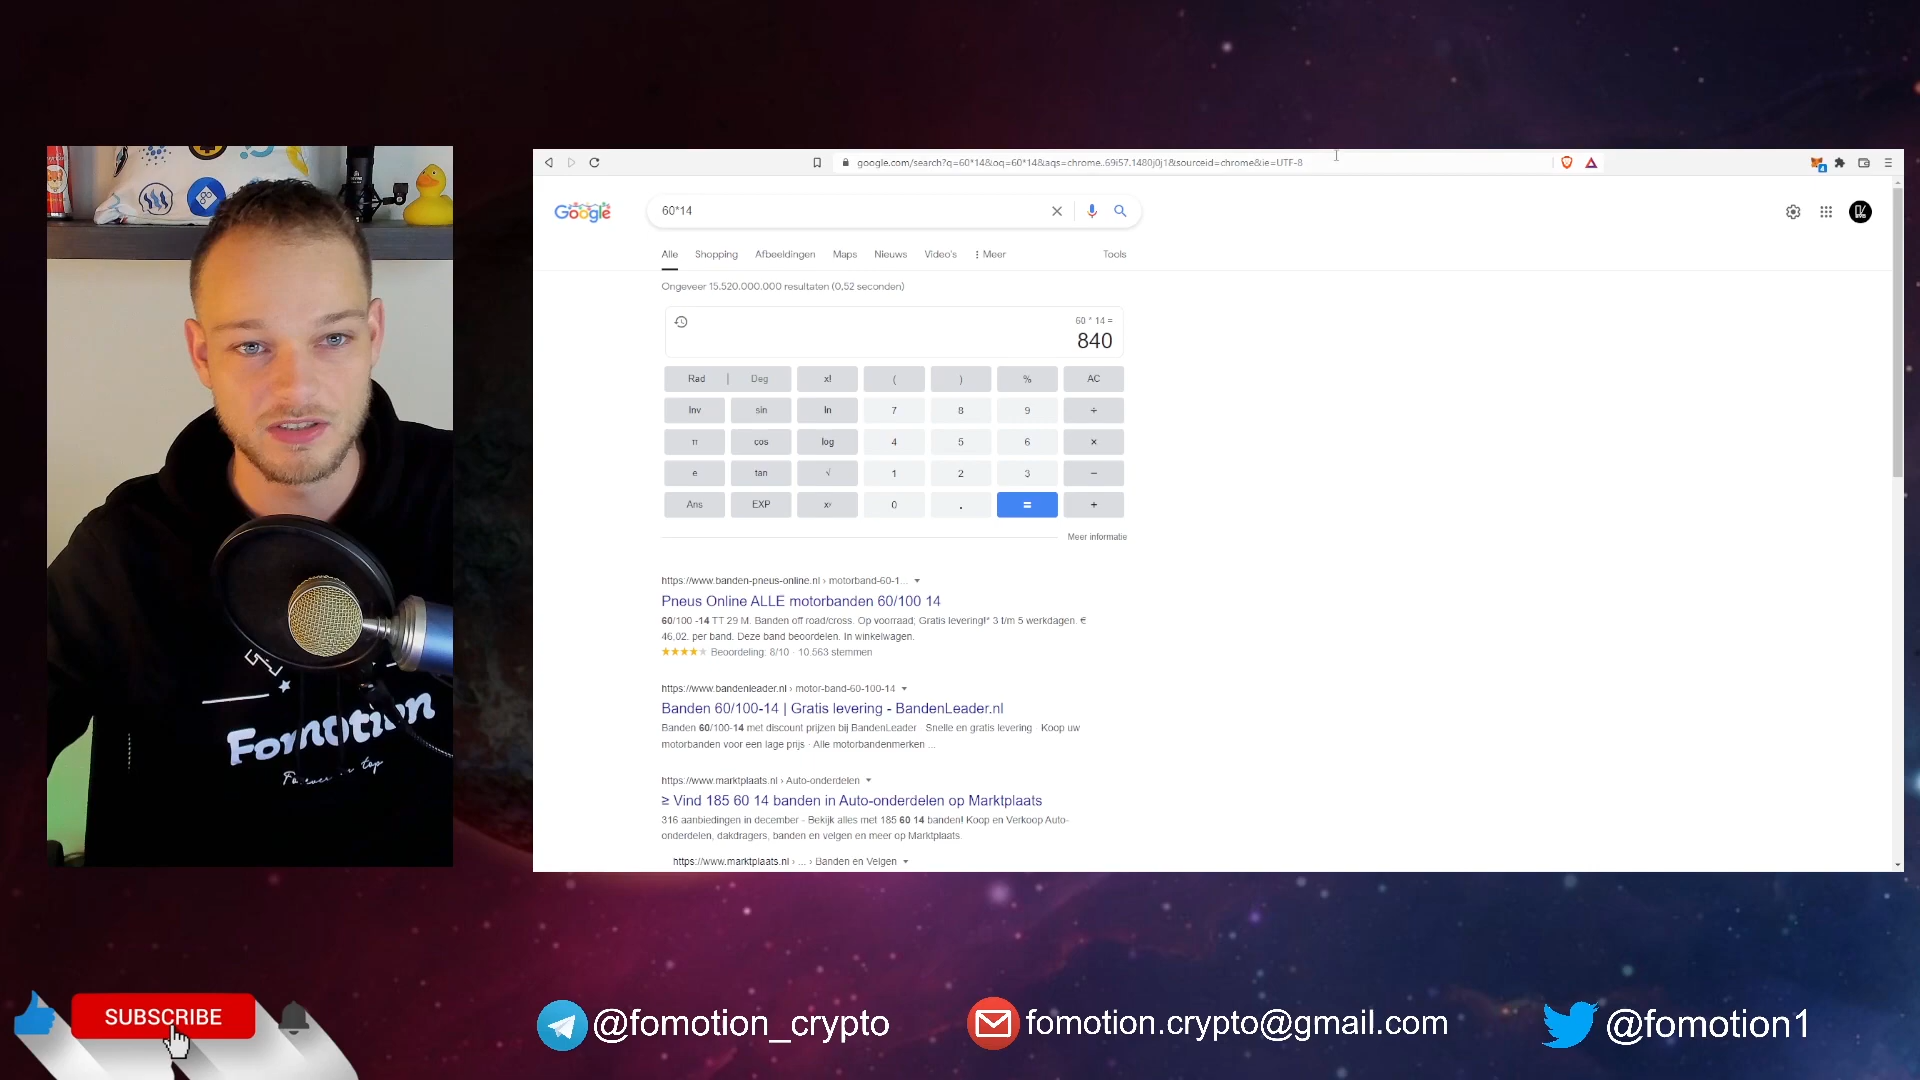 google.com/search?q=60*14&oq=60*14&aqs=chrome..69i57.1480j0j1&sourceid=chrome&ie=UTF-8
Google
60*14
Alle Shopping Afbeeldingen Maps Nieuws Video's Meer Tools
Ongeveer 15.520.000.000 resultaten (0,52 seconden)
60 * 14 =
840
Rad | Deg x! ( ) % AC
Inv sin ln 7 8 9 ÷
π cos log 4 5 6 ×
e tan √ 1 2 3 −
Ans EXP xʸ 0 . = +
Meer informatie
https://www.banden-pneus-online.nl › motorband-60-1...
Pneus Online ALLE motorbanden 60/100 14
60/100 -14 TT 29 M. Banden off road/cross. Op voorraad; Gratis levering!* 3 t/m 5 werkdagen. €
46,02. per band. Deze band beoordelen. In winkelwagen.
★★★★★ Beoordeling: 8/10 · 10.563 stemmen
https://www.bandenleader.nl › motor-band-60-100-14
Banden 60/100-14 | Gratis levering - BandenLeader.nl
Banden 60/100-14 met discount prijzen bij BandenLeader · Snelle en gratis levering · Koop uw
motorbanden voor een lage prijs · Alle motorbandenmerken ...
https://www.marktplaats.nl › Auto-onderdelen
≥ Vind 185 60 14 banden in Auto-onderdelen op Marktplaats
316 aanbiedingen in december - Bekijk alles met 185 60 14 banden! Koop en Verkoop Auto-
onderdelen, dakdragers, banden en velgen en meer op Marktplaats.
https://www.marktplaats.nl › ... › Banden en Velgen
Fomotion
SUBSCRIBE
@fomotion_crypto
fomotion.crypto@gmail.com
@fomotion1